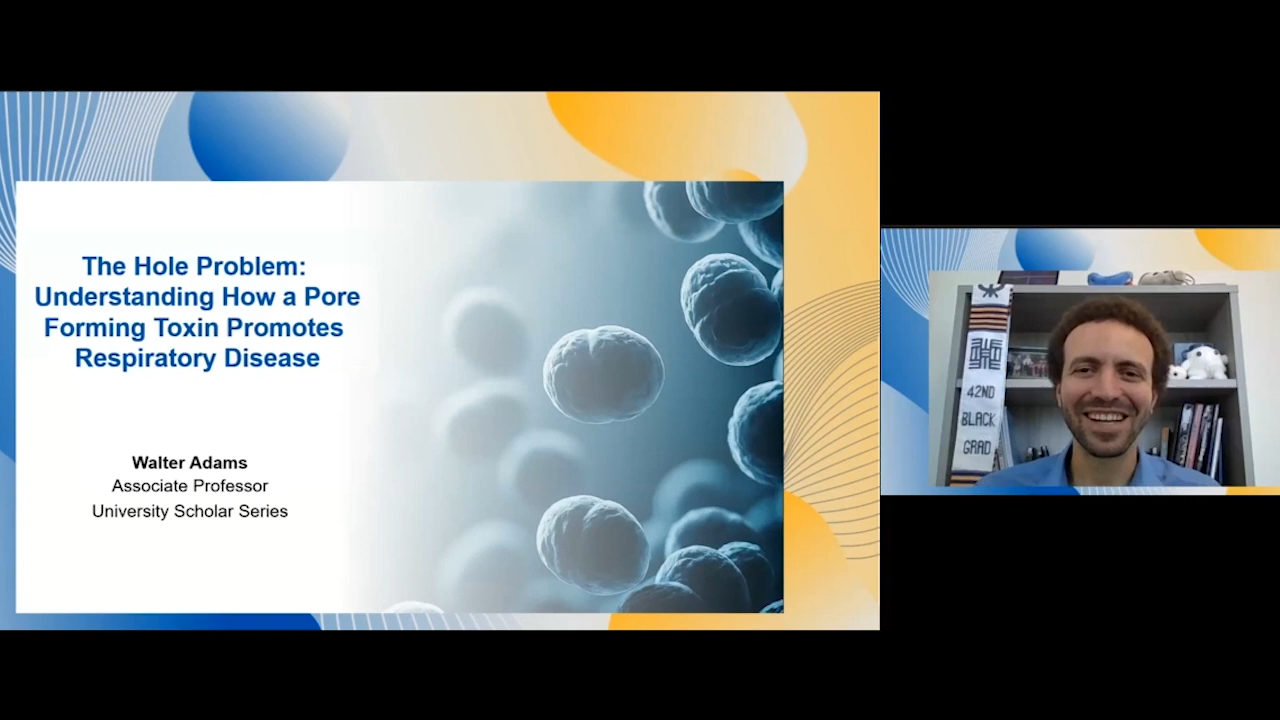 The Hole Problem:
Understanding How a Pore
Forming Toxin Promotes
Respiratory Disease
Walter Adams
Associate Professor
University Scholar Series
42ND
BLACK
GRAD